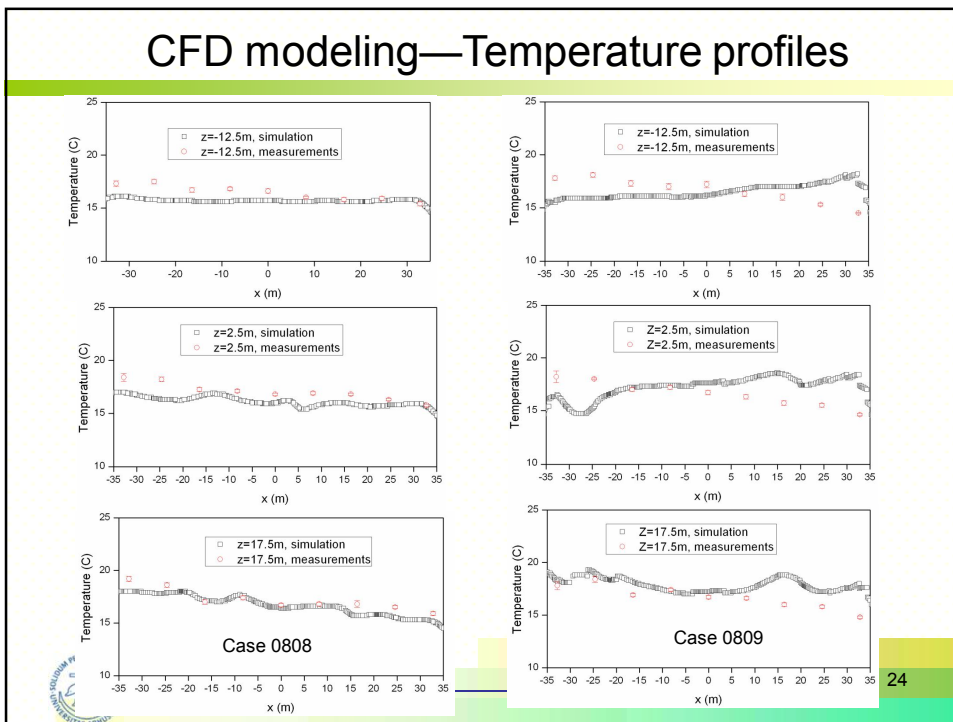 CFD modeling—Temperature profiles
25
20
15
10
Temperature (C)
z=-12.5m, simulation
z=-12.5m, measurements
-30 -20 -10 0 10 20 30
x (m)
25
20
15
10
Temperature (C)
z=-12.5m, simulation
z=-12.5m, measurements
-35 -30 -25 -20 -15 -10 -5 0 5 10 15 20 25 30 35
x (m)
25
20
15
10
Temperature (C)
z=2.5m, simulation
z=2.5m, measurements
-35 -30 -25 -20 -15 -10 -5 0 5 10 15 20 25 30 35
x (m)
25
20
15
10
Temperature (C)
Z=2.5m, simulation
Z=2.5m, measurements
-35 -30 -25 -20 -15 -10 -5 0 5 10 15 20 25 30 35
x (m)
25
20
15
10
Temperature (C)
z=17.5m, simulation
z=17.5m, measurements
Case 0808
-35 -30 -25 -20 -15 -10 -5 0 5 10 15 20 25 30 35
x (m)
25
20
15
10
Temperature (C)
Z=17.5m, simulation
Z=17.5m, measurements
Case 0809
-35 -30 -25 -20 -15 -10 -5 0 5 10 15 20 25 30 35
x (m)
24